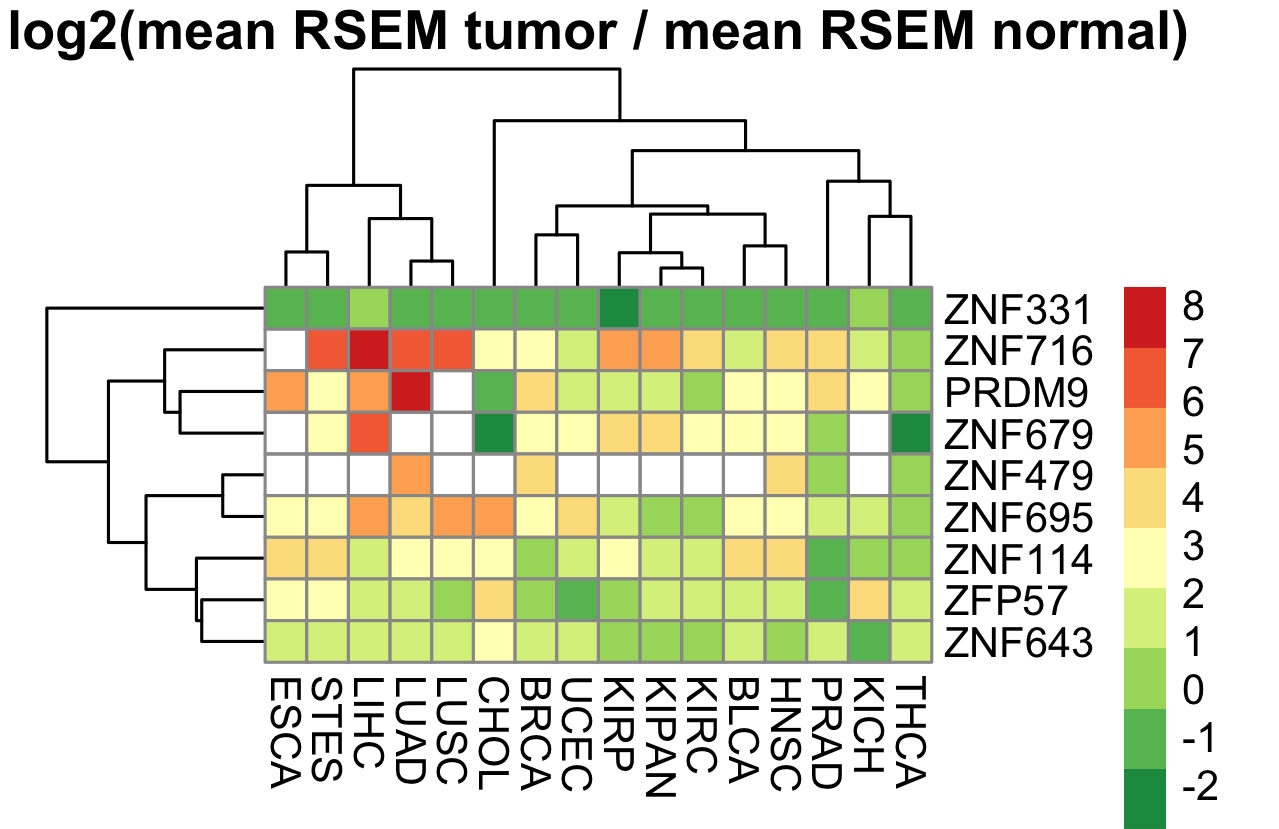 log2(mean RSEM tumor / mean RSEM normal)
ZNF331
ZNF716
PRDM9
ZNF679
ZNF479
ZNF695
ZNF114
ZFP57
ZNF643
8
7
6
5
4
3
2
1
0
-1
-2
ESCA
STES
LIHC
LUAD
LUSC
CHOL
BRCA
UCEC
KIRP
KIPAN
KIRC
BLCA
HNSC
PRAD
KICH
THCA